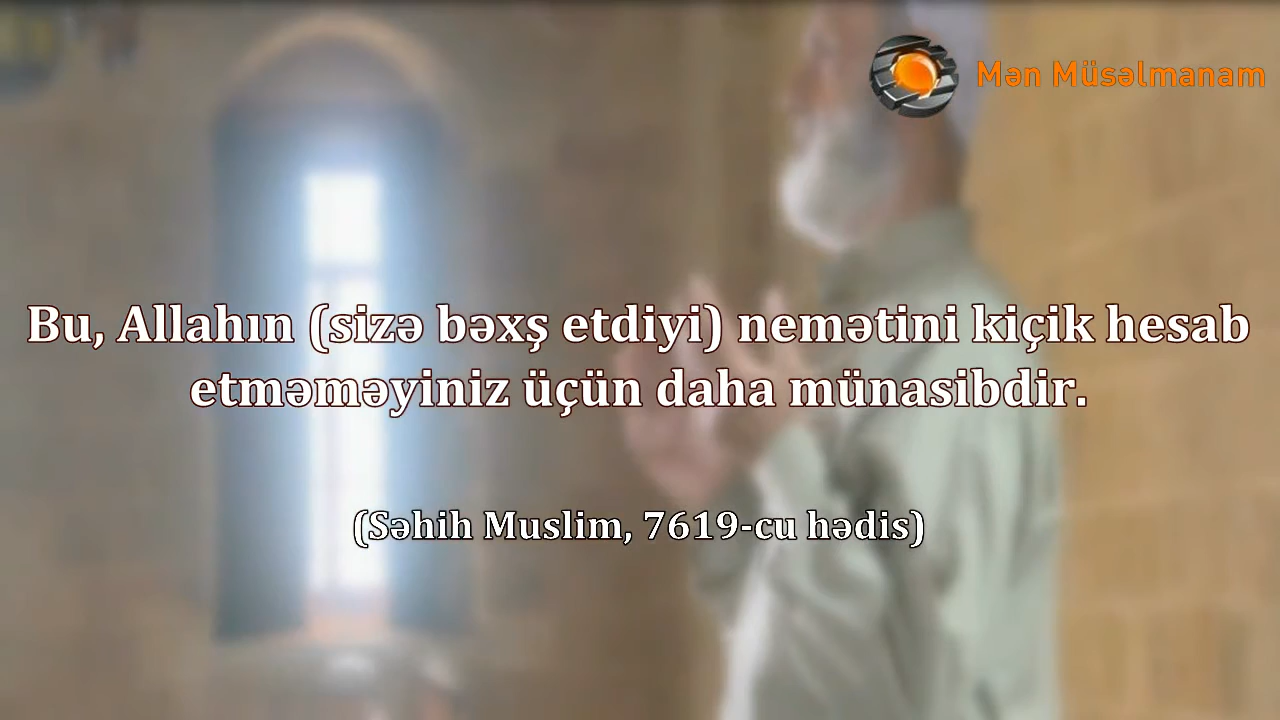 Mən Müsəlmanam
Bu, Allahın (sizə bəxş etdiyi) nemətini kiçik hesab
etməməyiniz üçün daha münasibdir.
(Səhih Muslim, 7619-cu hədis)